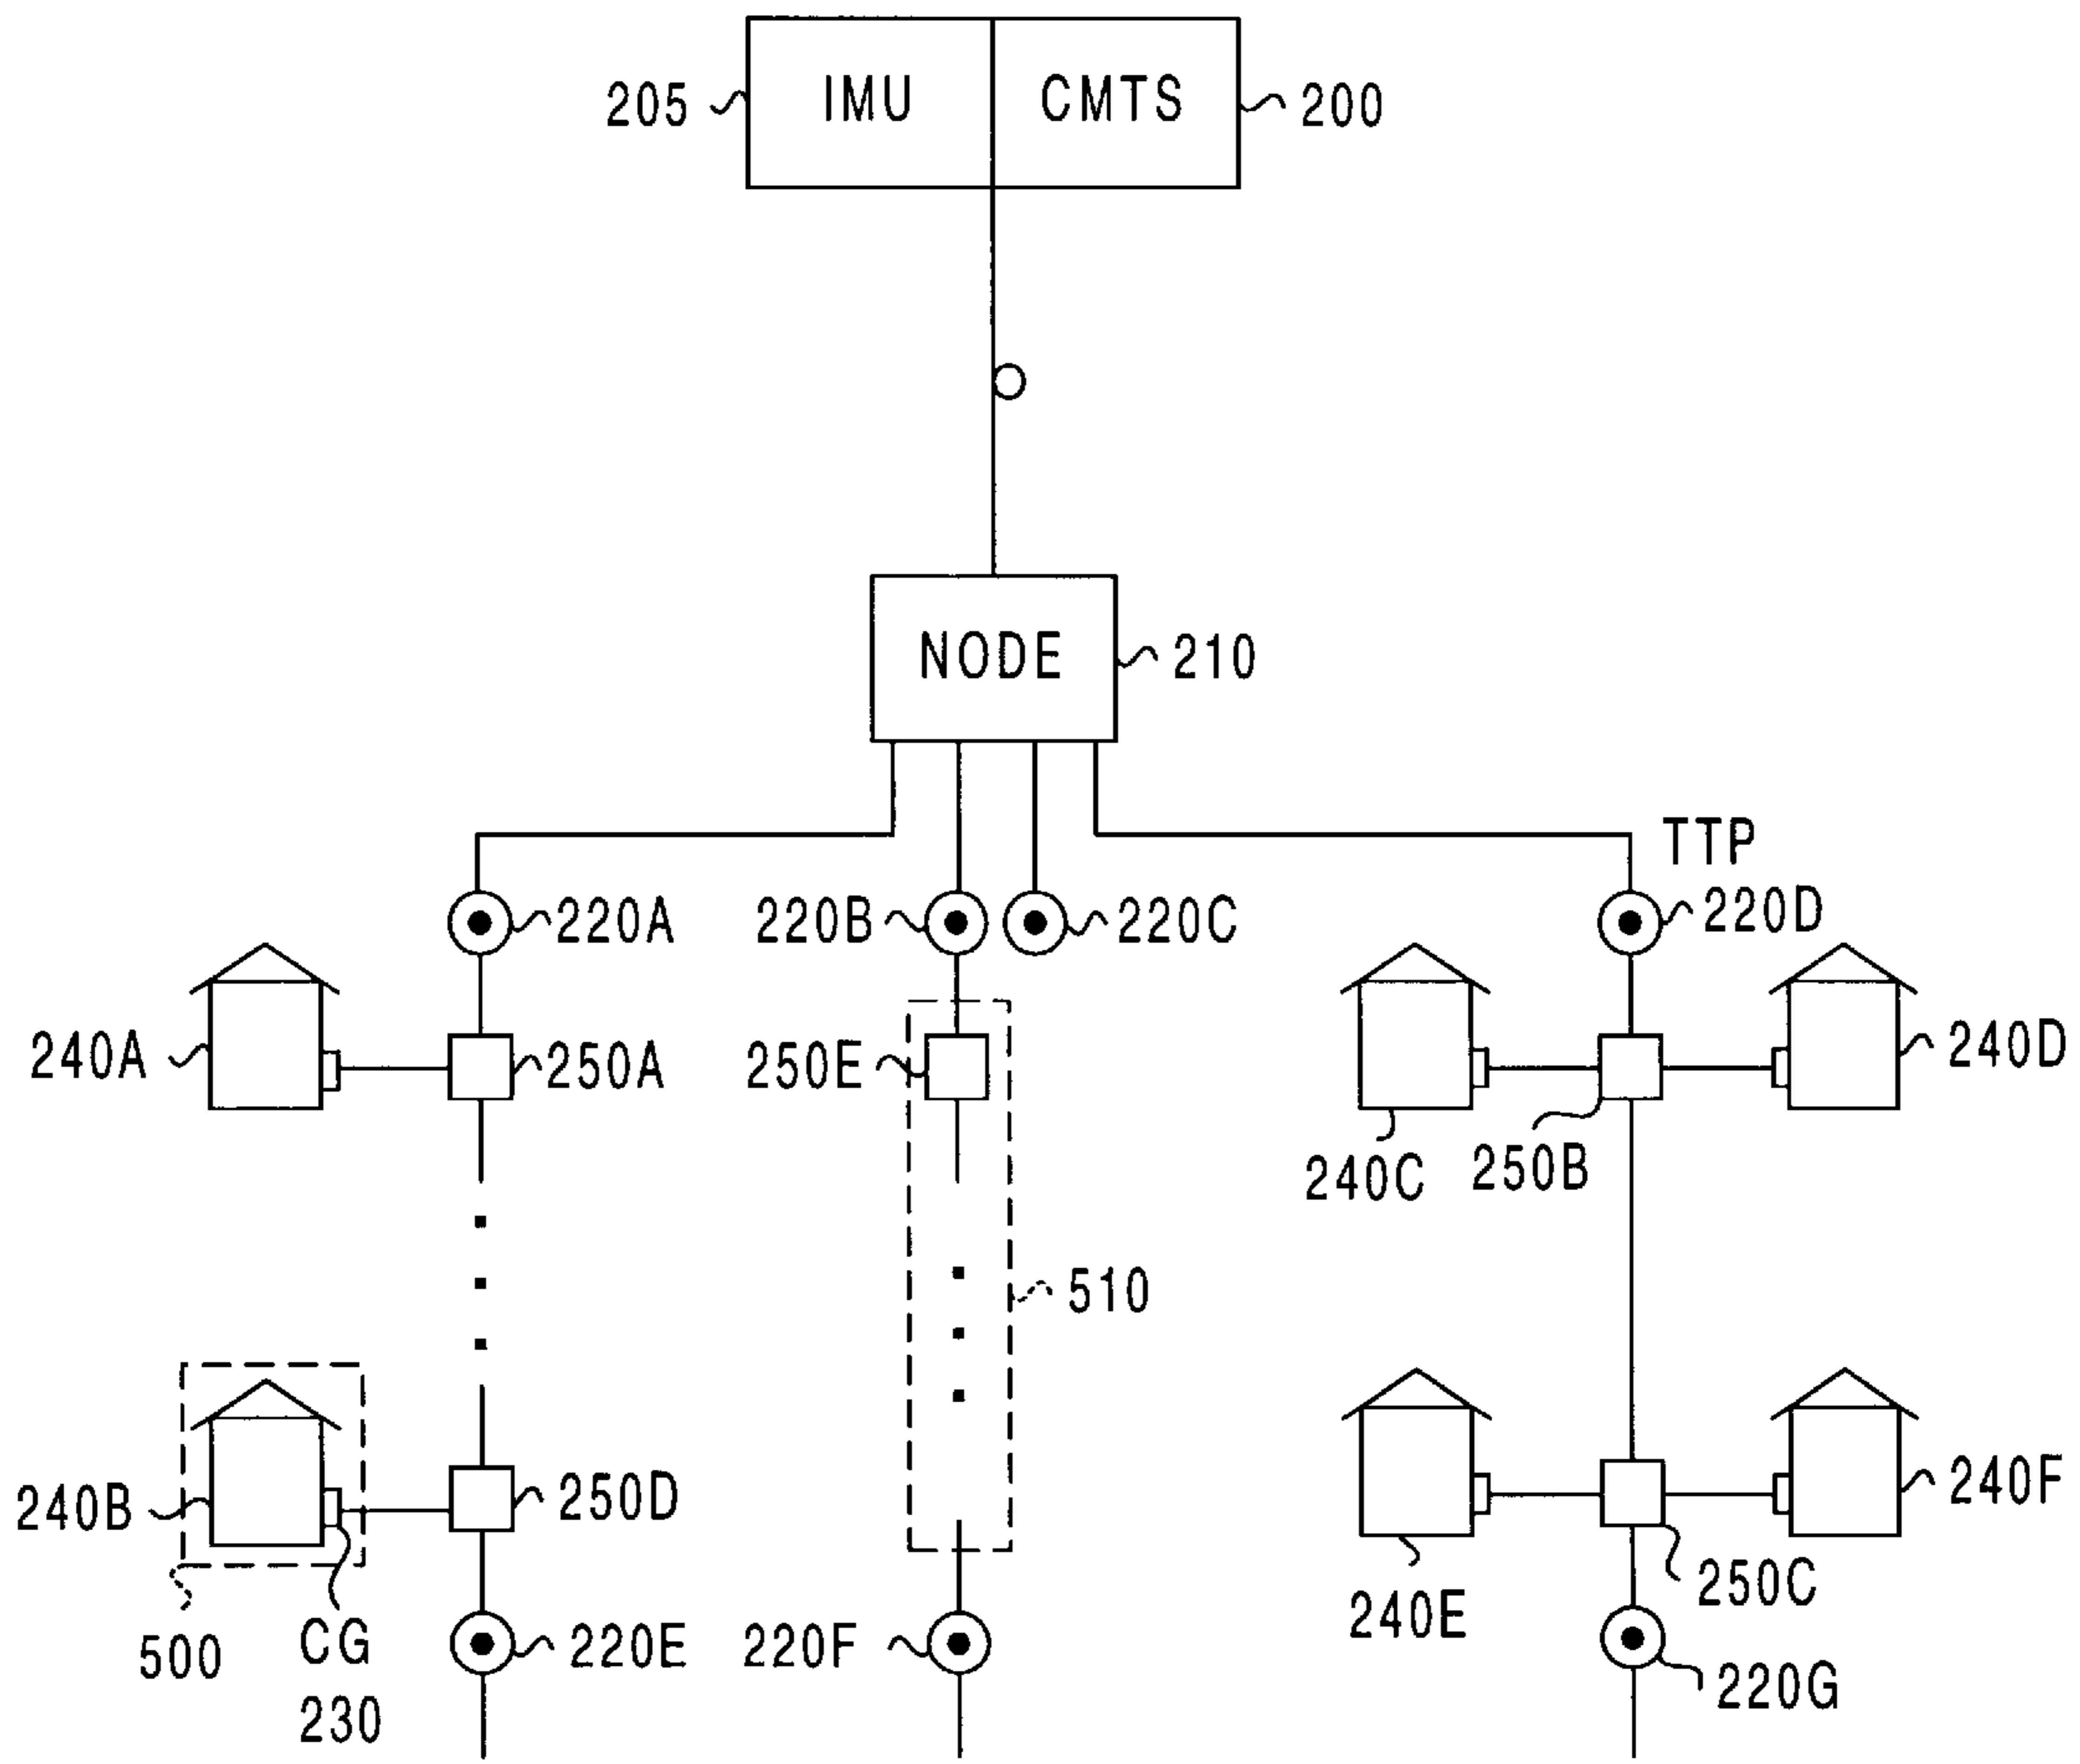 205 IMU CMTS 200
NODE 210
TTP
220A 220B 220C 220D
240A 250A 250E 240D
240C 250B
510
240B 250D 240F
250C
240E
500 CG 220E 220F
230 220G